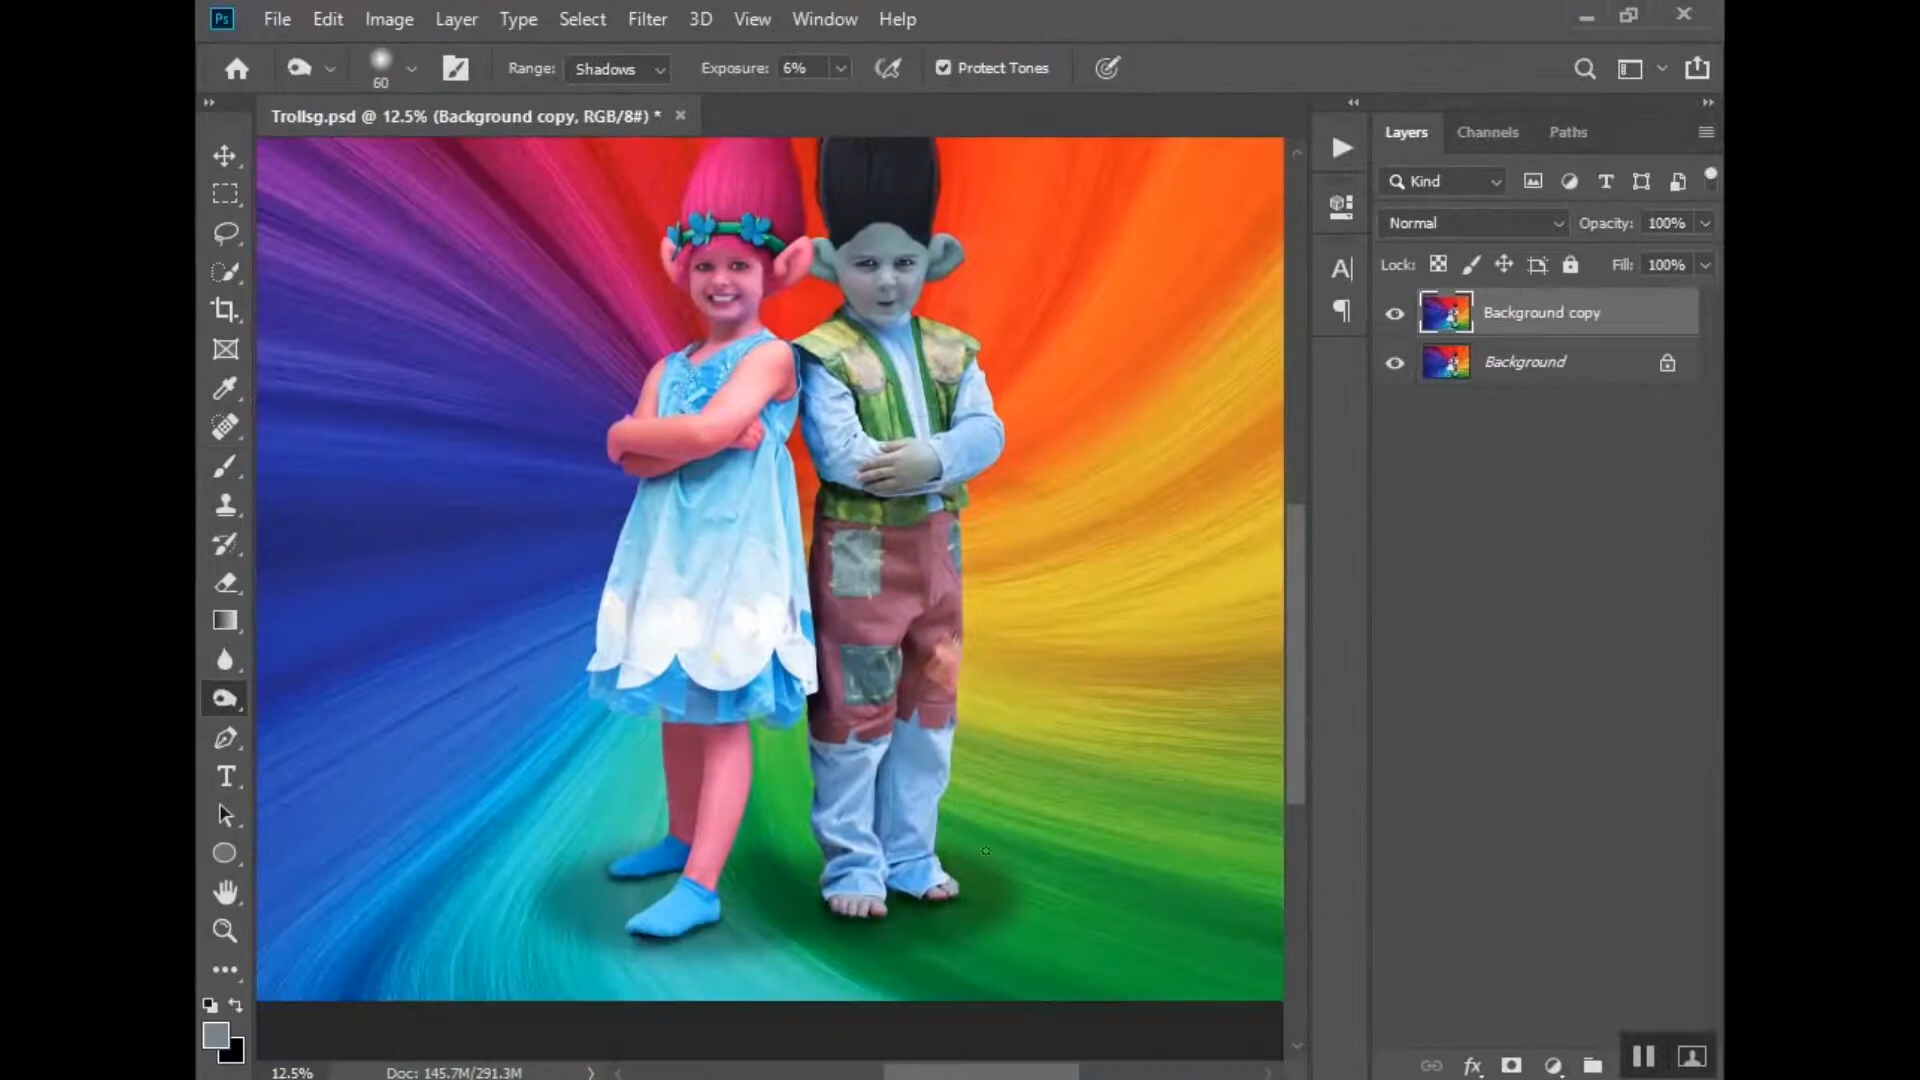 Ps File Edit Image Layer Type Select Filter 3D View Window Help
60 Range: Shadows Exposure: 6% Protect Tones
Trollsg.psd @ 12.5% (Background copy, RGB/8#) *
Layers Channels Paths
Kind
Normal Opacity: 100%
Lock: Fill: 100%
Background copy
Background
12.5% Doc: 145.7M/291.3M